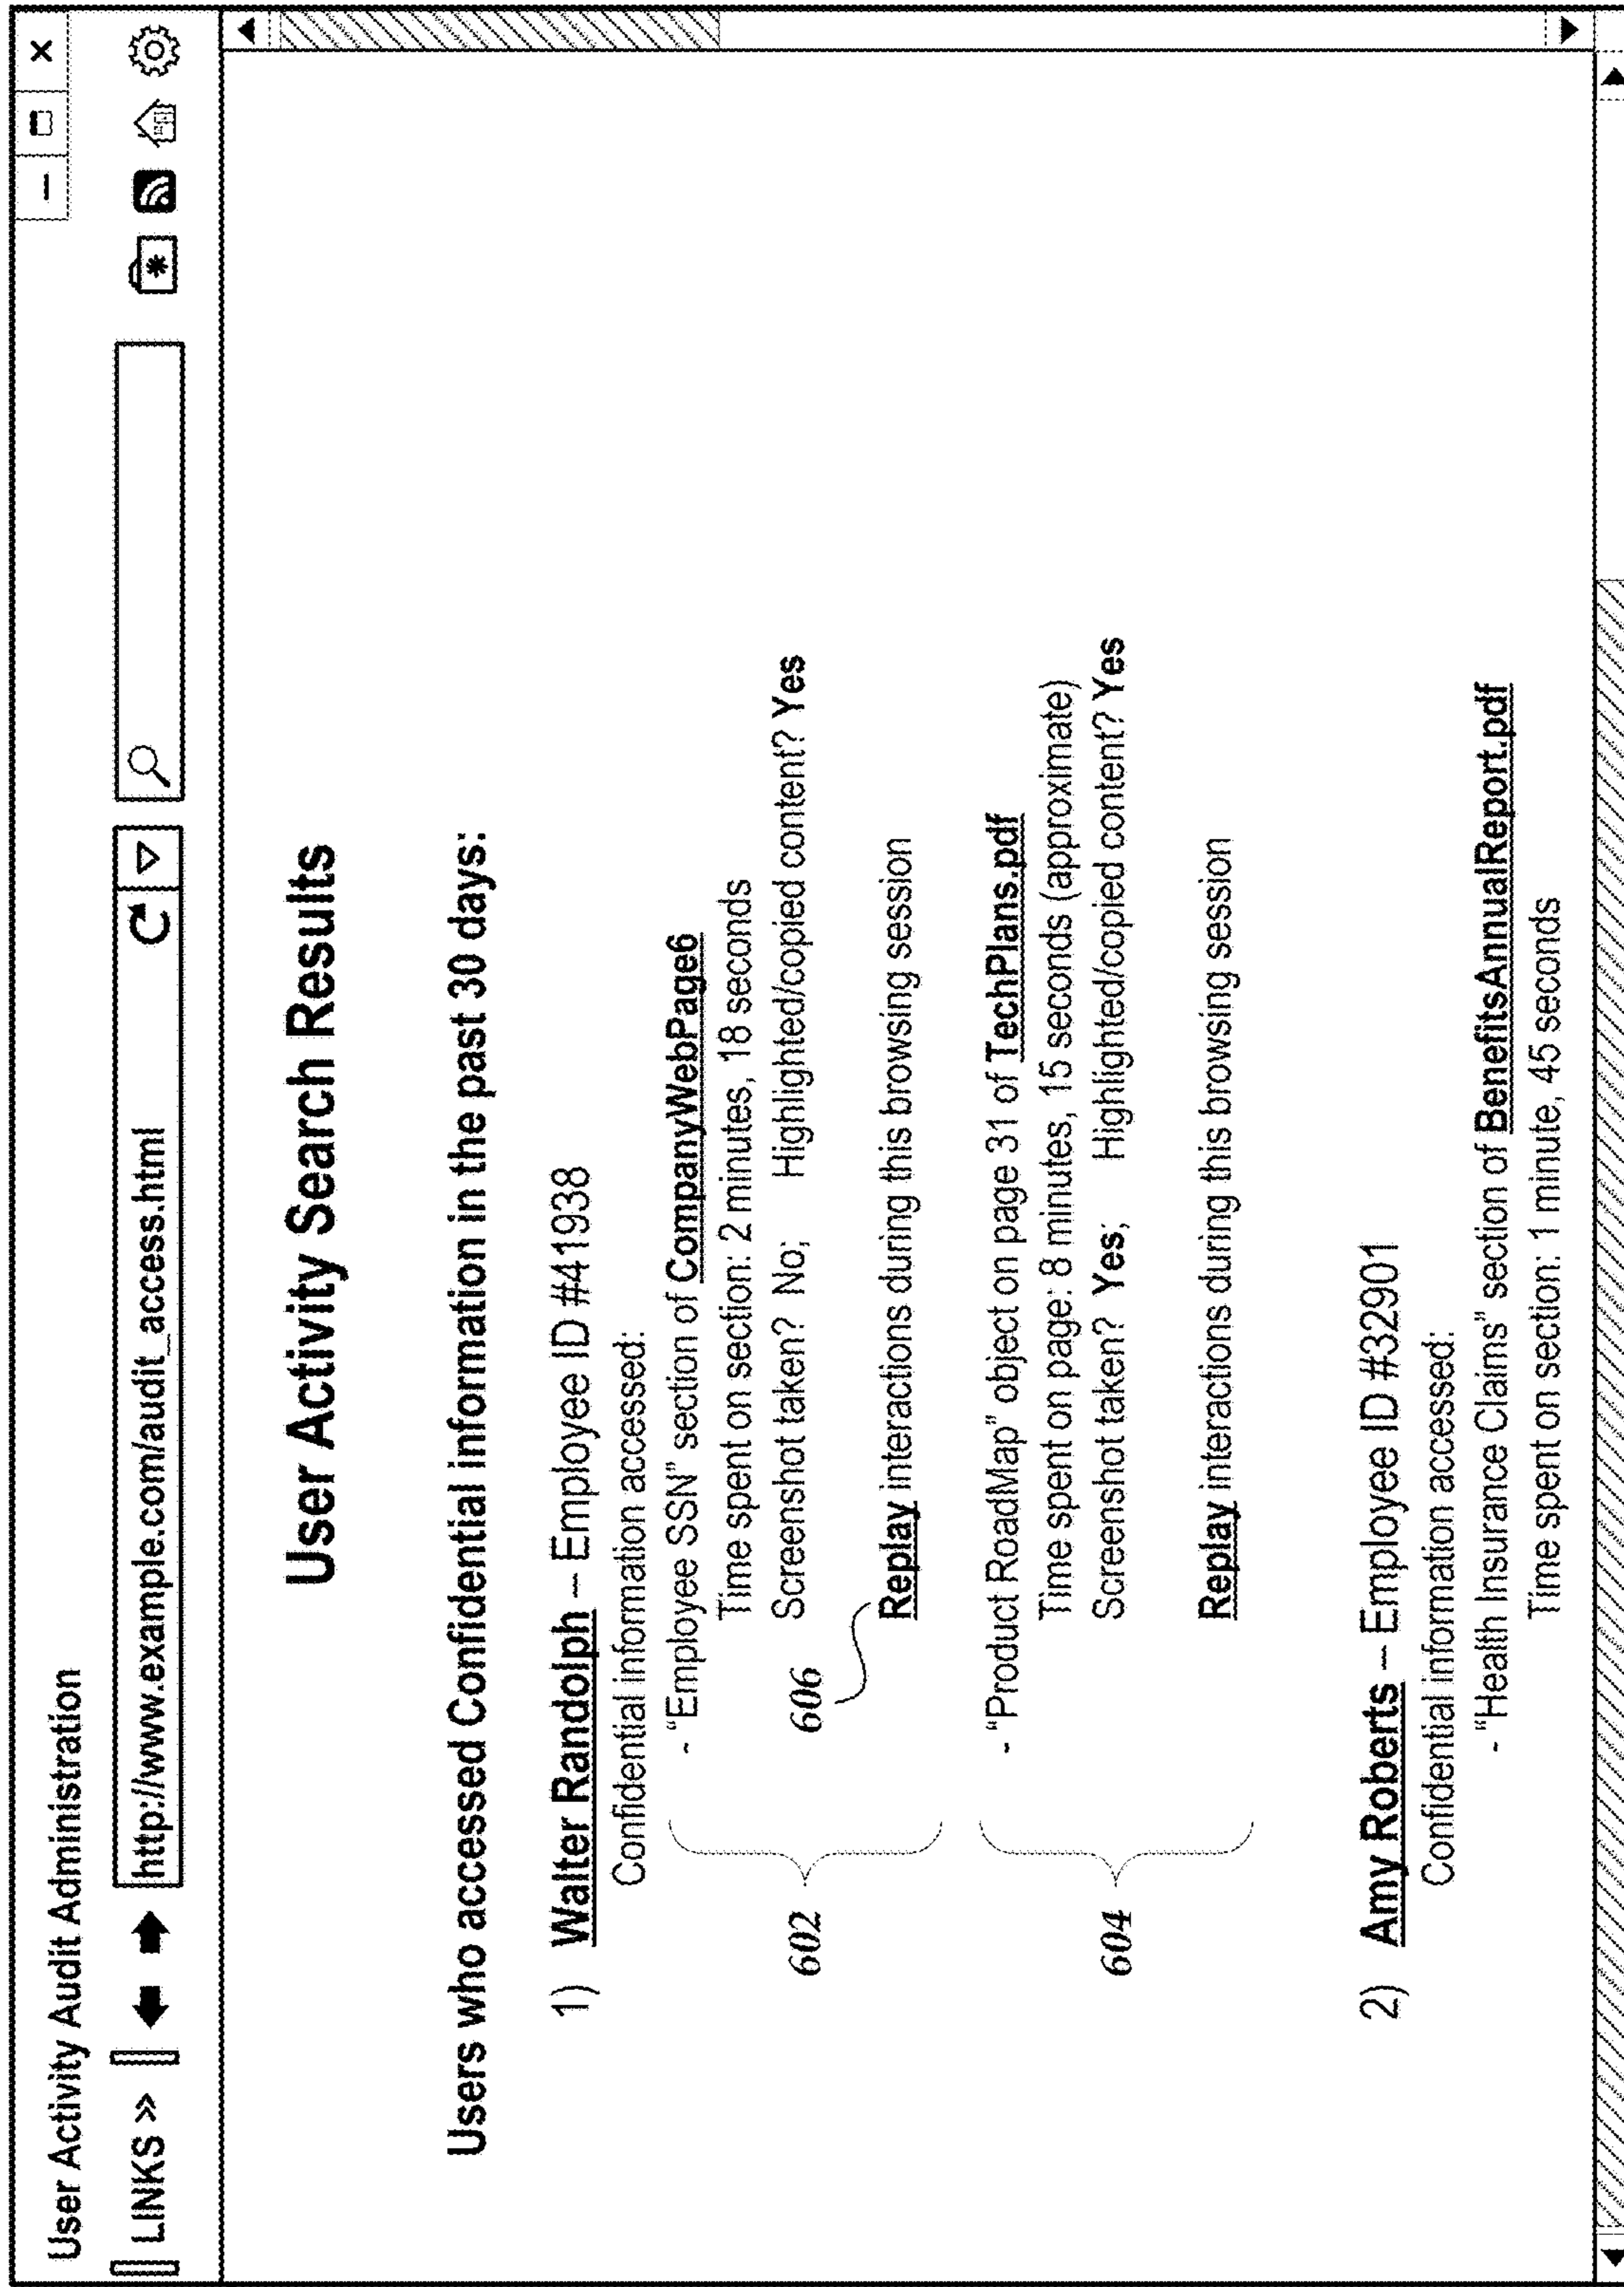 User Activity Audit Administration
LINKS »
http://www.example.com/audit_access.html
User Activity Search Results
Users who accessed Confidential information in the past 30 days:
1) Walter Randolph – Employee ID #41938
Confidential information accessed:
- "Employee SSN" section of CompanyWebPage6
Time spent on section: 2 minutes, 18 seconds
Screenshot taken? No; Highlighted/copied content? Yes
602
606
Replay interactions during this browsing session
- "Product RoadMap" object on page 31 of TechPlans.pdf
Time spent on page: 8 minutes, 15 seconds (approximate)
Screenshot taken? Yes; Highlighted/copied content? Yes
604
Replay interactions during this browsing session
2) Amy Roberts – Employee ID #32901
Confidential information accessed:
- "Health Insurance Claims" section of BenefitsAnnualReport.pdf
Time spent on section: 1 minute, 45 seconds